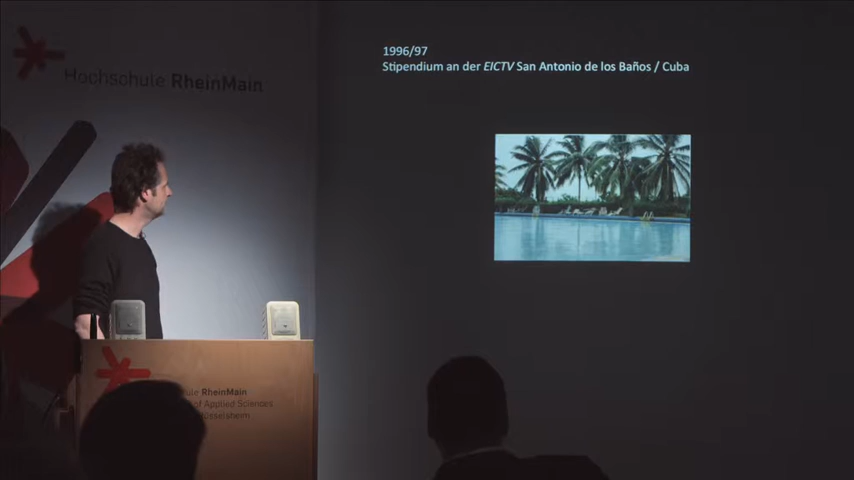 Hochschule RheinMain
1996/97
Stipendium an der EICTV San Antonio de los Baños / Cuba
RheinMain
of Applied Sciences